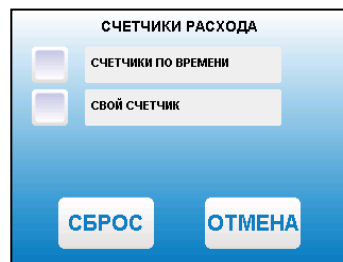 СЧЕТЧИКИ РАСХОДА
СЧЕТЧИКИ ПО ВРЕМЕНИ
СВОЙ СЧЕТЧИК
СБРОС
ОТМЕНА